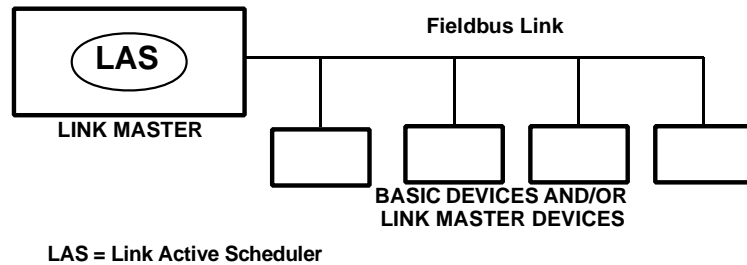 Fieldbus Link
LAS
LINK MASTER
BASIC DEVICES AND/OR
LINK MASTER DEVICES
LAS = Link Active Scheduler